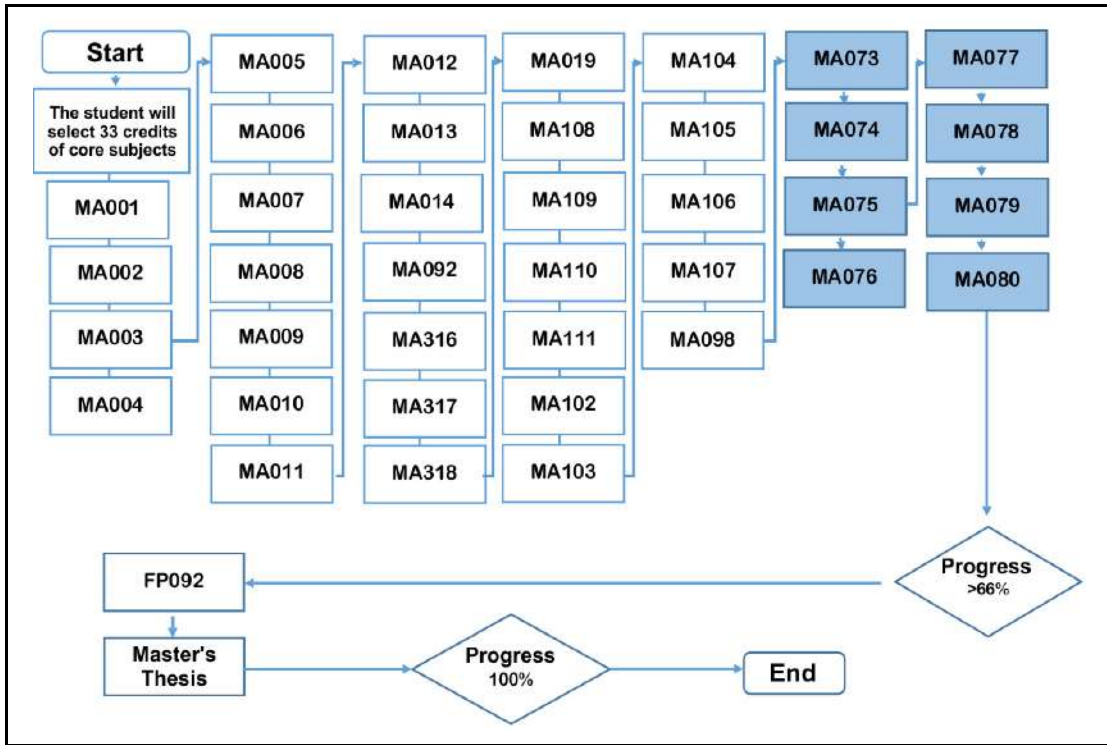 Start
The student will
select 33 credits
of core subjects
MA001
MA002
MA003
MA004
MA005
MA006
MA007
MA008
MA009
MA010
MA011
MA012
MA013
MA014
MA092
MA316
MA317
MA318
MA019
MA108
MA109
MA110
MA111
MA102
MA103
MA104
MA105
MA106
MA107
MA098
MA073
MA074
MA075
MA076
MA077
MA078
MA079
MA080
Progress
>66%
FP092
Master's
Thesis
Progress
100%
End